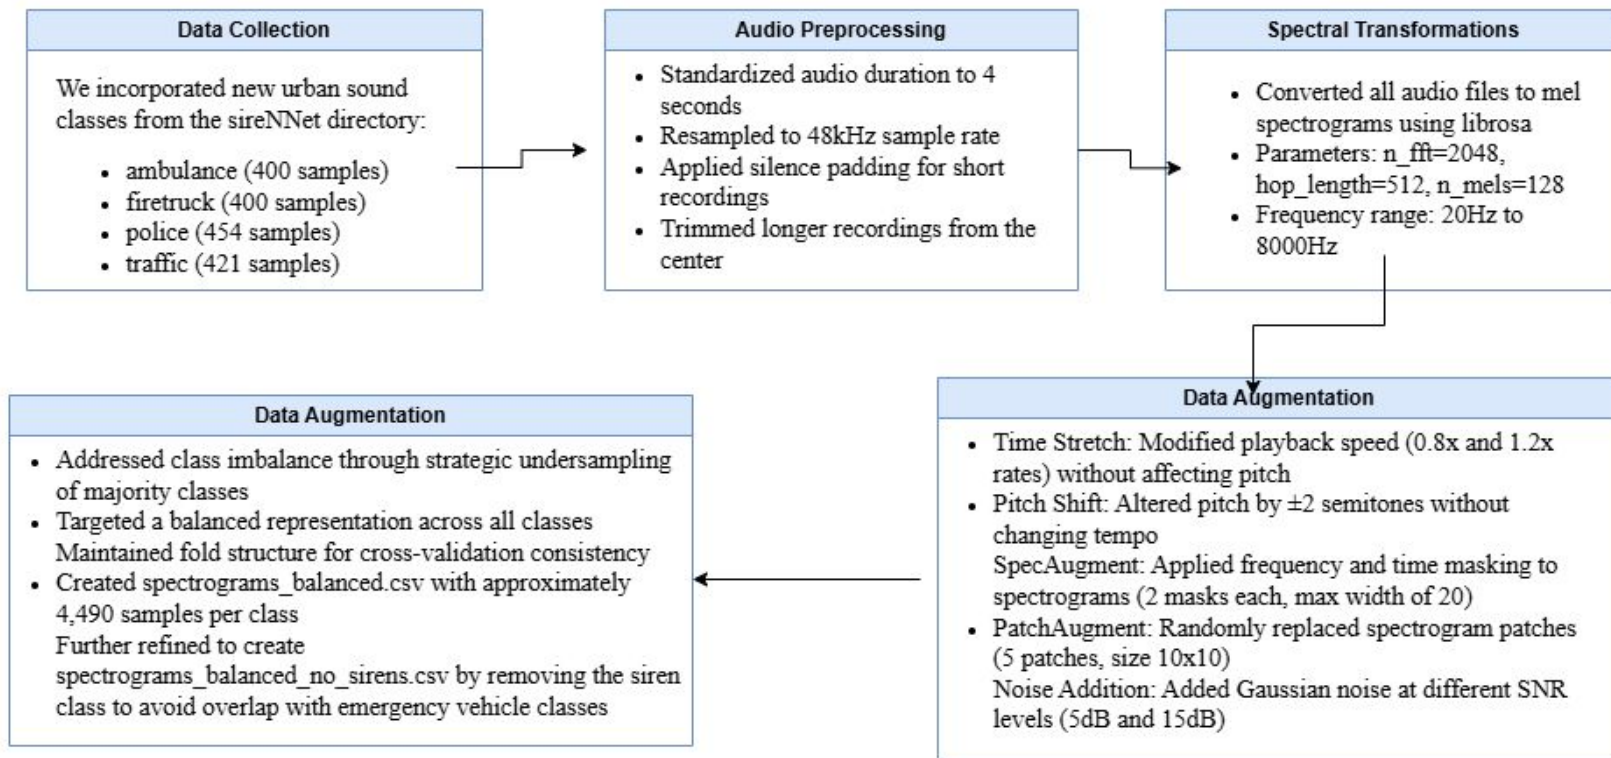 Data Collection
We incorporated new urban sound
classes from the sireNNet directory:
• ambulance (400 samples)
• firetruck (400 samples)
• police (454 samples)
• traffic (421 samples)
Audio Preprocessing
• Standardized audio duration to 4
seconds
• Resampled to 48kHz sample rate
• Applied silence padding for short
recordings
• Trimmed longer recordings from the
center
Spectral Transformations
• Converted all audio files to mel
spectrograms using librosa
• Parameters: n_fft=2048,
hop_length=512, n_mels=128
• Frequency range: 20Hz to
8000Hz
Data Augmentation
• Time Stretch: Modified playback speed (0.8x and 1.2x
rates) without affecting pitch
• Pitch Shift: Altered pitch by ±2 semitones without
changing tempo
SpecAugment: Applied frequency and time masking to
spectrograms (2 masks each, max width of 20)
• PatchAugment: Randomly replaced spectrogram patches
(5 patches, size 10x10)
Noise Addition: Added Gaussian noise at different SNR
levels (5dB and 15dB)
Data Augmentation
• Addressed class imbalance through strategic undersampling
of majority classes
• Targeted a balanced representation across all classes
Maintained fold structure for cross-validation consistency
• Created spectrograms_balanced.csv with approximately
4,490 samples per class
Further refined to create
spectrograms_balanced_no_sirens.csv by removing the siren
class to avoid overlap with emergency vehicle classes